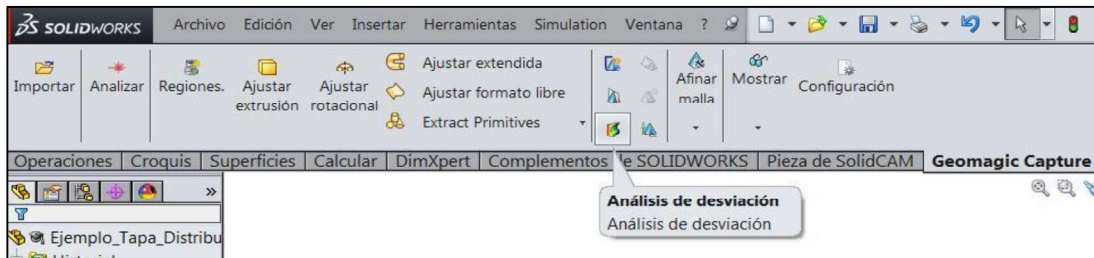 SOLIDWORKS Archivo Edición Ver Insertar Herramientas Simulation Ventana ?
Importar Analizar Regiones. Ajustar extrusión Ajustar rotacional Ajustar extendida Afinar malla Mostrar Configuración
Ajustar formato libre
Extract Primitives
Operaciones Croquis Superficies Calcular DimXpert Complementos de SOLIDWORKS Pieza de SolidCAM Geomagic Capture
Análisis de desviación
Análisis de desviación
Ejemplo_Tapa_Distribu